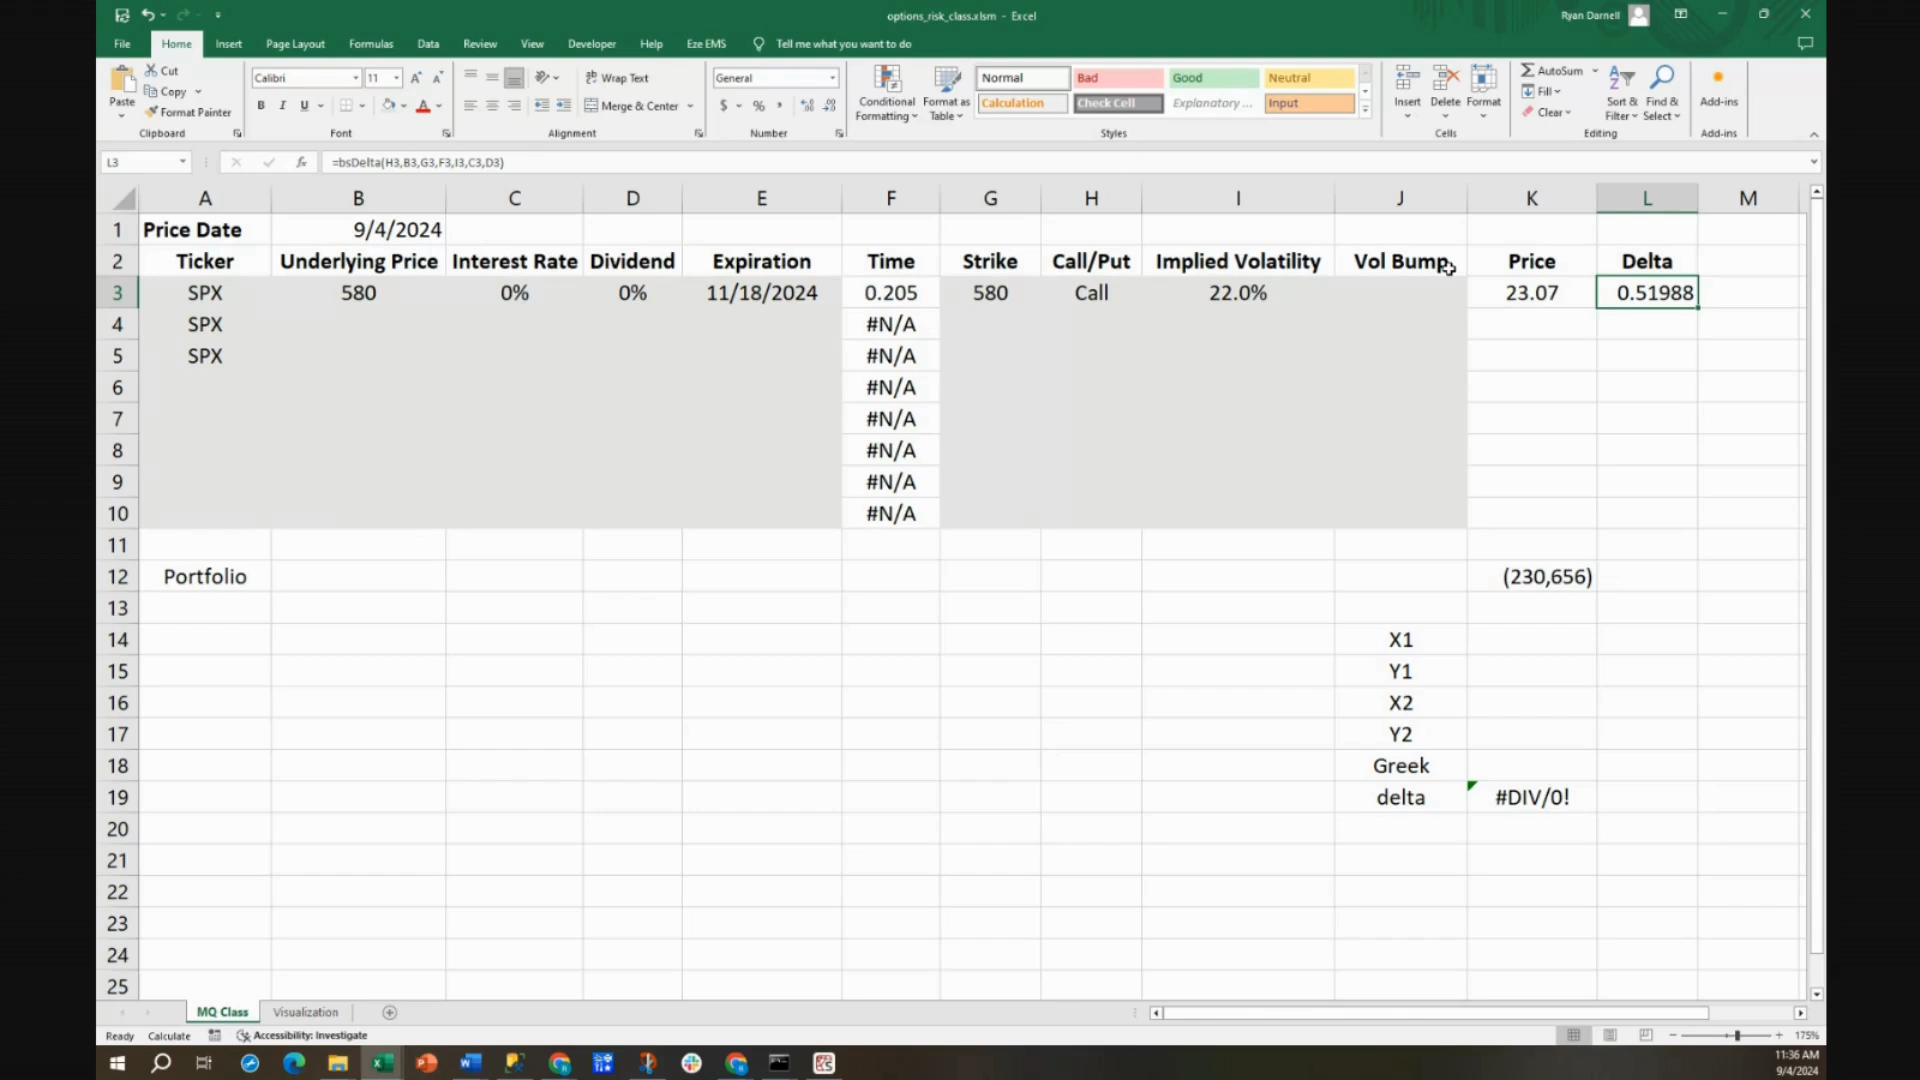 options_risk_class.xlsm - Excel
Ryan Darnell
File Home Insert Page Layout Formulas Data Review View Developer Help Eze EMS Tell me what you want to do
Paste Cut Copy Format Painter Clipboard
Calibri 11 B I U A Font
Wrap Text Merge & Center Alignment
General $ % , Number
Conditional Formatting Format as Table
Normal Bad Good Neutral
Calculation Check Cell Explanatory ... Input
Styles
Insert Delete Format Cells
AutoSum Fill Clear Sort & Filter Find & Select Editing
Add-ins
Add-ins
L3 fx =bsDelta(H3,B3,G3,F3,I3,C3,D3)
A B C D E F G H I J K L M
1 Price Date 9/4/2024
2 Ticker Underlying Price Interest Rate Dividend Expiration Time Strike Call/Put Implied Volatility Vol Bump Price Delta
3 SPX 580 0% 0% 11/18/2024 0.205 580 Call 22.0% 23.07 0.51988
4 SPX #N/A
5 SPX #N/A
6 #N/A
7 #N/A
8 #N/A
9 #N/A
10 #N/A
11
12 Portfolio (230,656)
13
14 X1
15 Y1
16 X2
17 Y2
18 Greek
19 delta #DIV/0!
20
21
22
23
24
25
MQ Class Visualization
Ready Calculate Accessibility: Investigate 175%
11:36 AM
9/4/2024